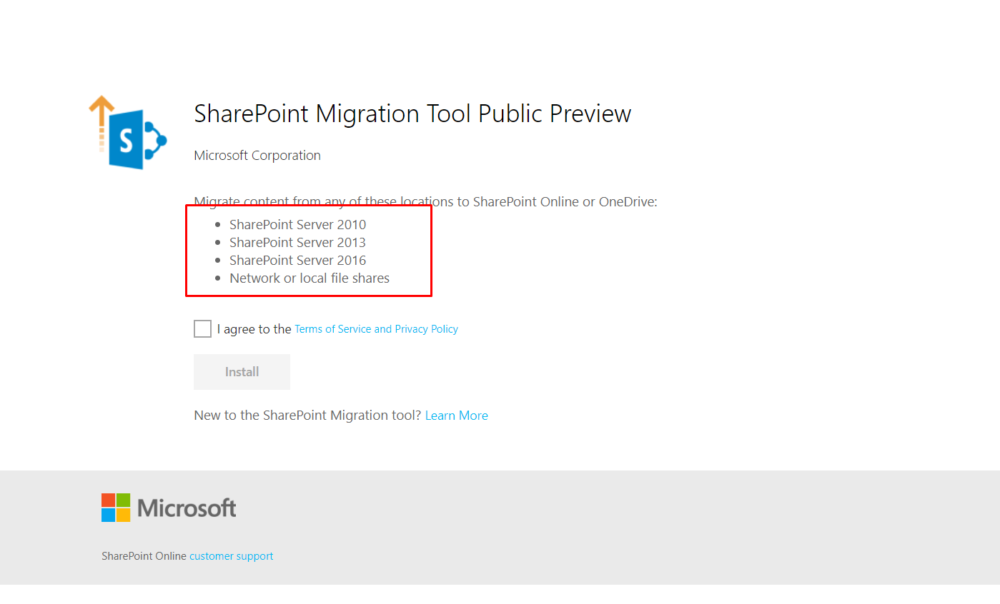 S
SharePoint Migration Tool Public Preview
Microsoft Corporation
Migrate content from any of these locations to SharePoint Online or OneDrive:
• SharePoint Server 2010
• SharePoint Server 2013
• SharePoint Server 2016
• Network or local file shares
I agree to the Terms of Service and Privacy Policy
Install
New to the SharePoint Migration tool? Learn More
Microsoft
SharePoint Online customer support